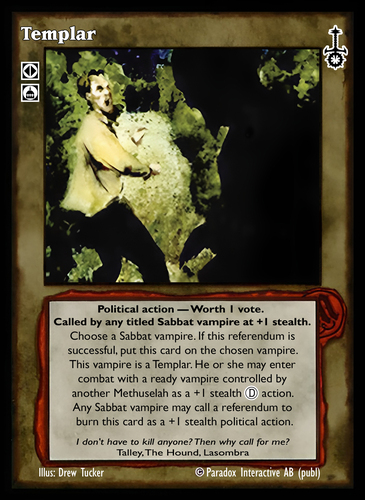 Templar
Political action — Worth 1 vote.
Called by any titled Sabbat vampire at +1 stealth.
Choose a Sabbat vampire. If this referendum is
successful, put this card on the chosen vampire.
This vampire is a Templar. He or she may enter
combat with a ready vampire controlled by
another Methuselah as a +1 stealth Ⓓ action.
Any Sabbat vampire may call a referendum to
burn this card as a +1 stealth political action.
I don't have to kill anyone? Then why call for me?
Talley, The Hound, Lasombra
Illus: Drew Tucker
© Paradox Interactive AB (publ)